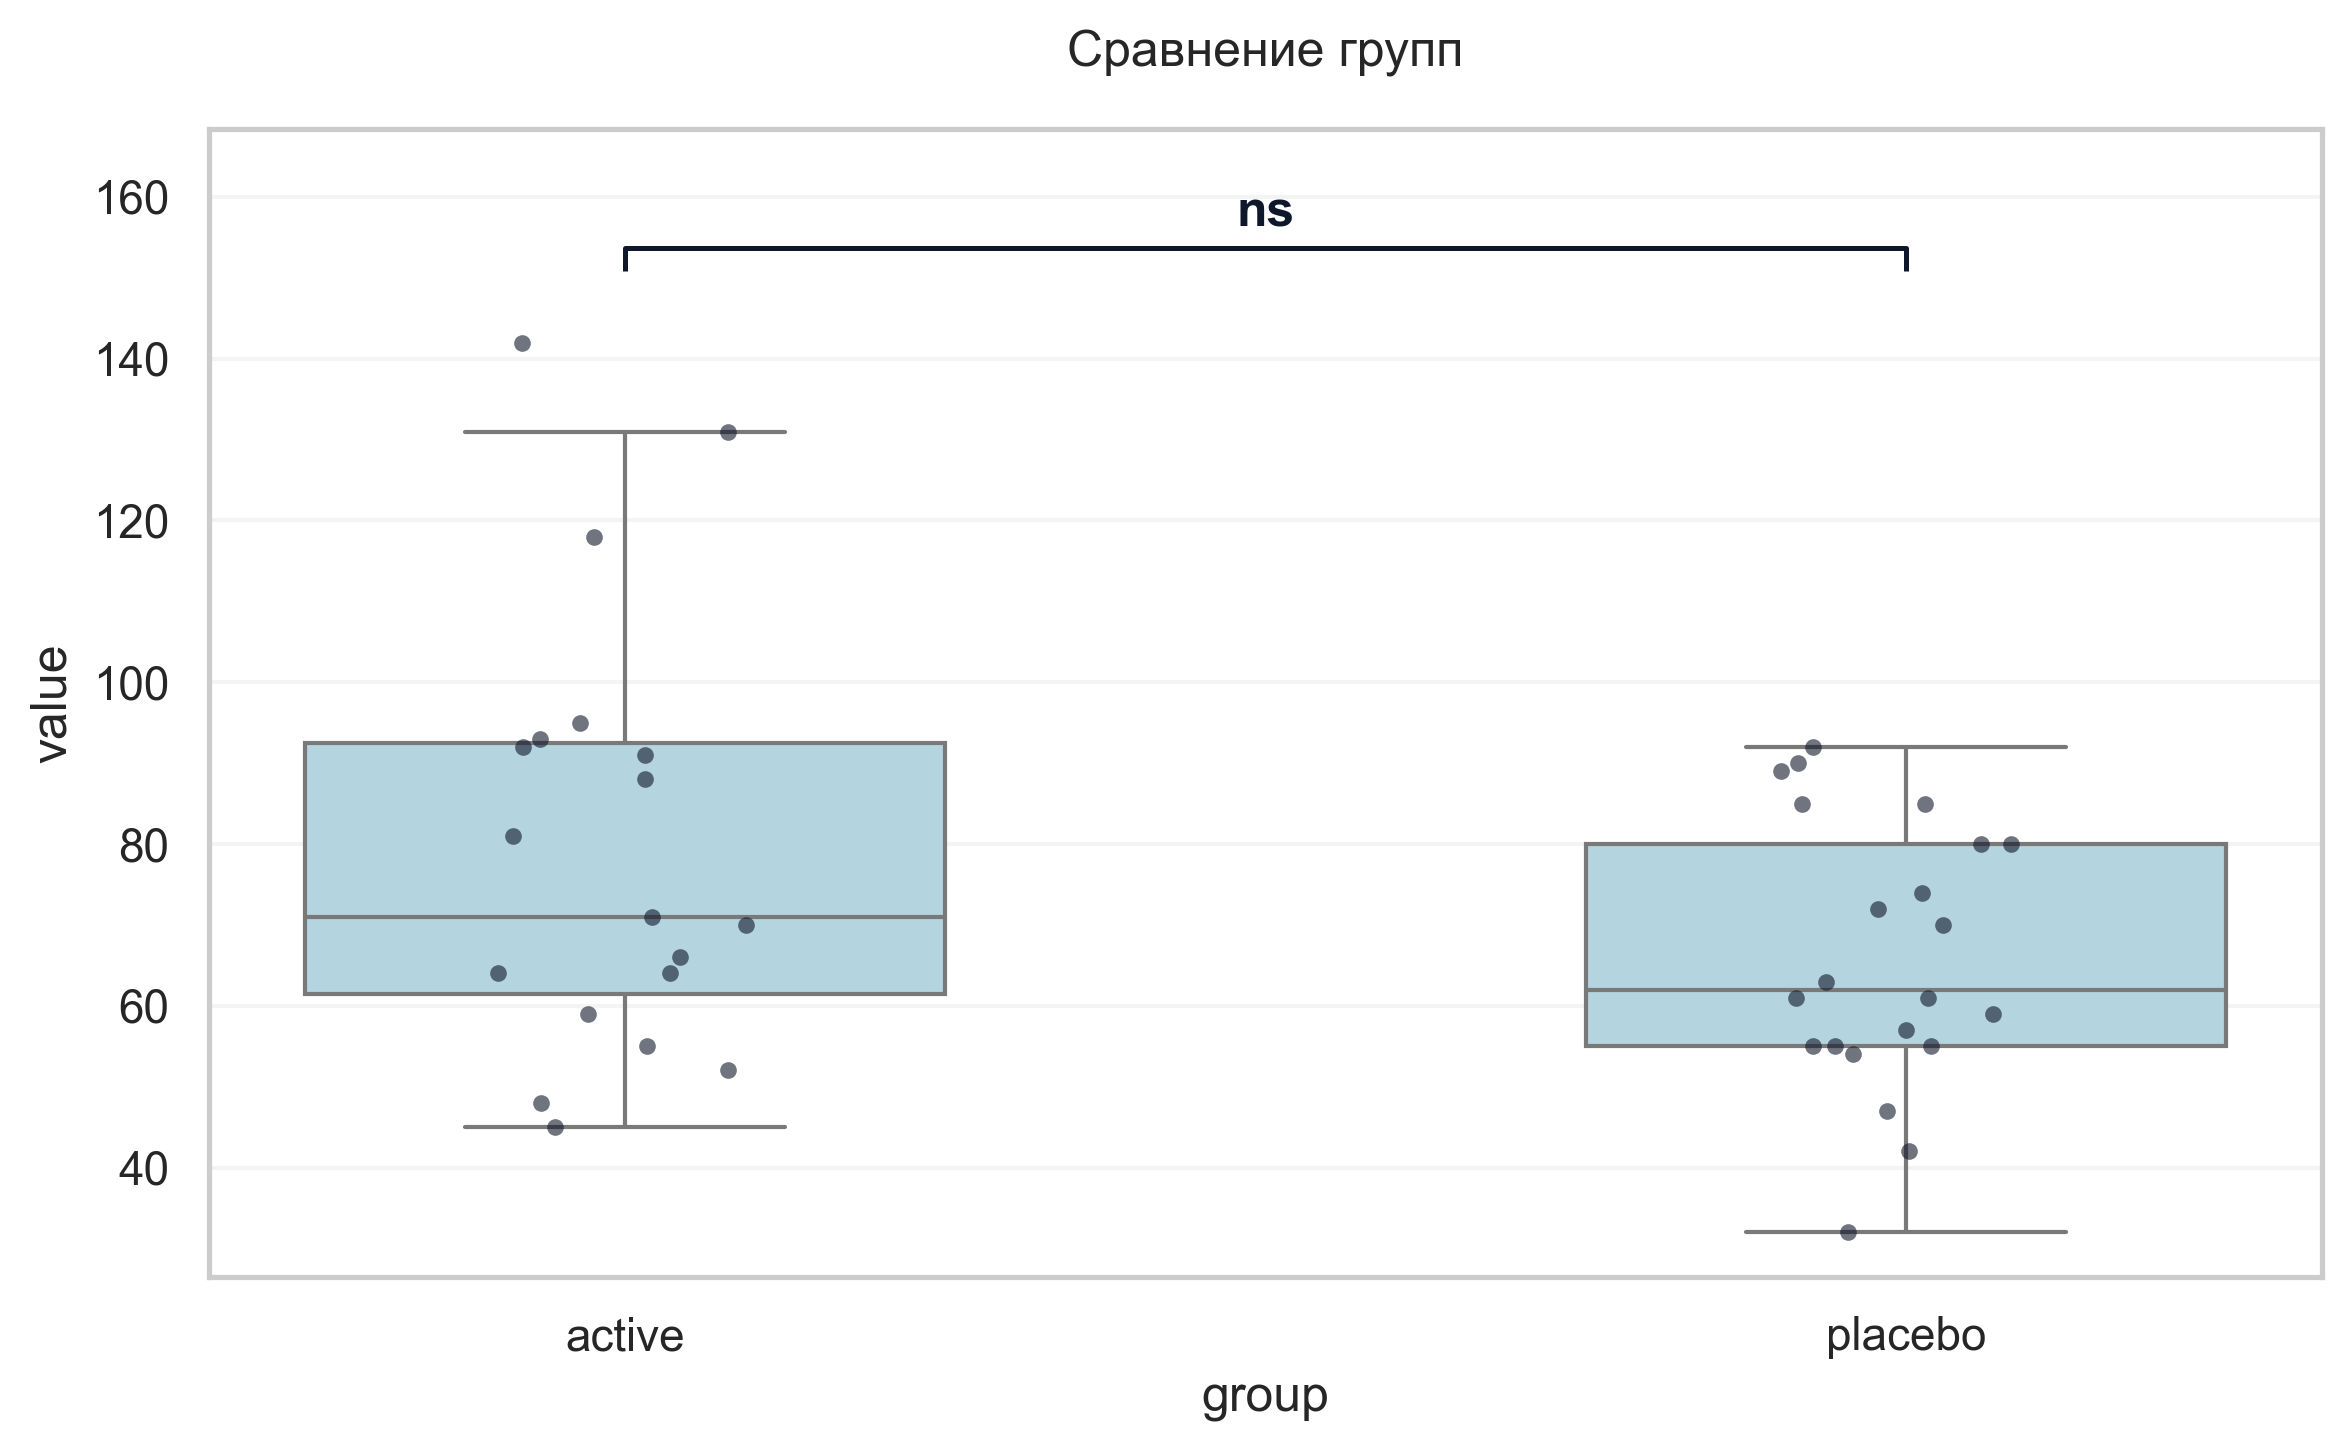 Сравнение групп
160
ns
140
120
100
80
60
40
value
active
placebo
group